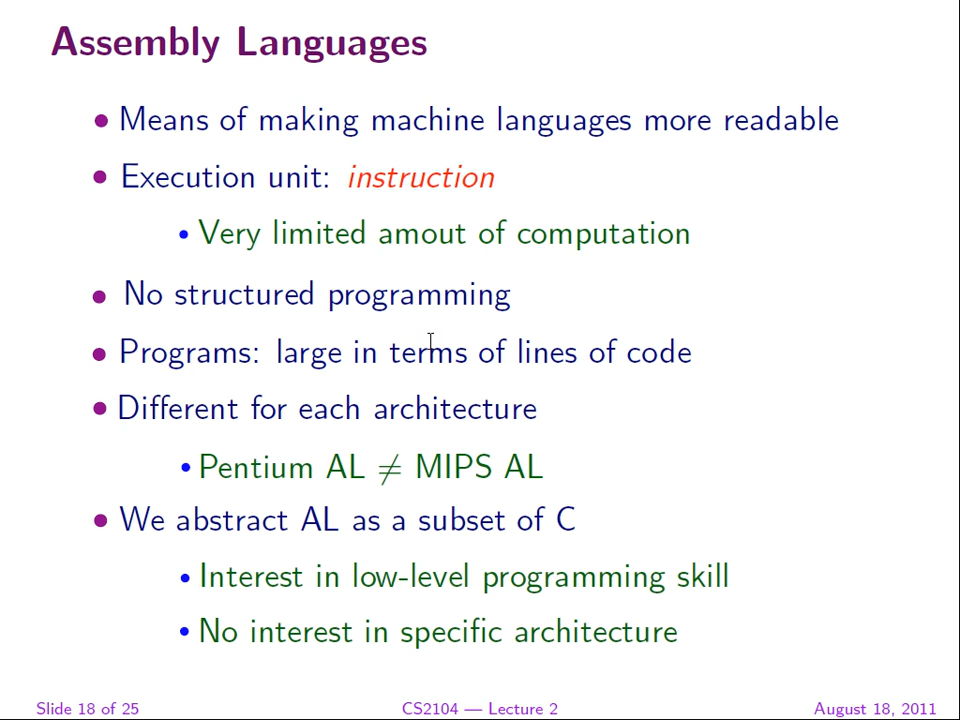 Assembly Languages
• Means of making machine languages more readable
• Execution unit: instruction
• Very limited amout of computation
• No structured programming
• Programs: large in terms of lines of code
• Different for each architecture
• Pentium AL ≠ MIPS AL
• We abstract AL as a subset of C
• Interest in low-level programming skill
• No interest in specific architecture
Slide 18 of 25 CS2104 — Lecture 2 August 18, 2011